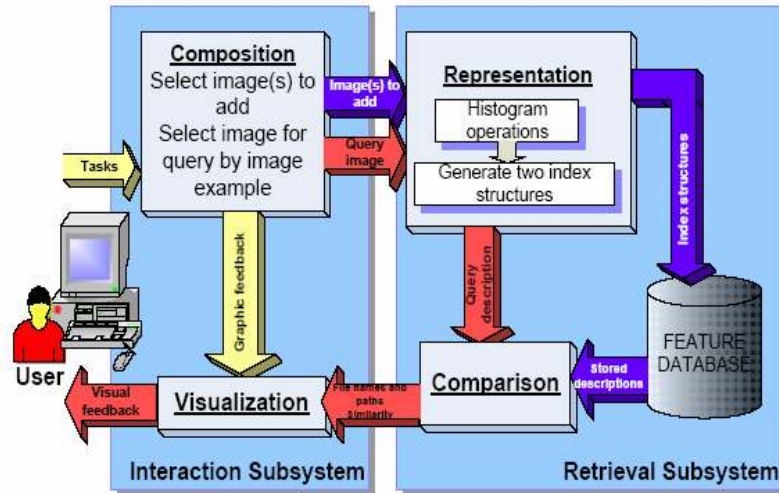 Composition
Select image(s) to
add
Select image for
query by image
example
Image(s) to
add
Query
image
Representation
Histogram
operations
Generate two index
structures
Tasks
Graphic feedback
Query
description
Index structures
FEATURE
DATABASE
Stored
descriptions
Comparison
File names and
paths
Similarity
Visualization
Visual
feedback
User
Interaction Subsystem
Retrieval Subsystem